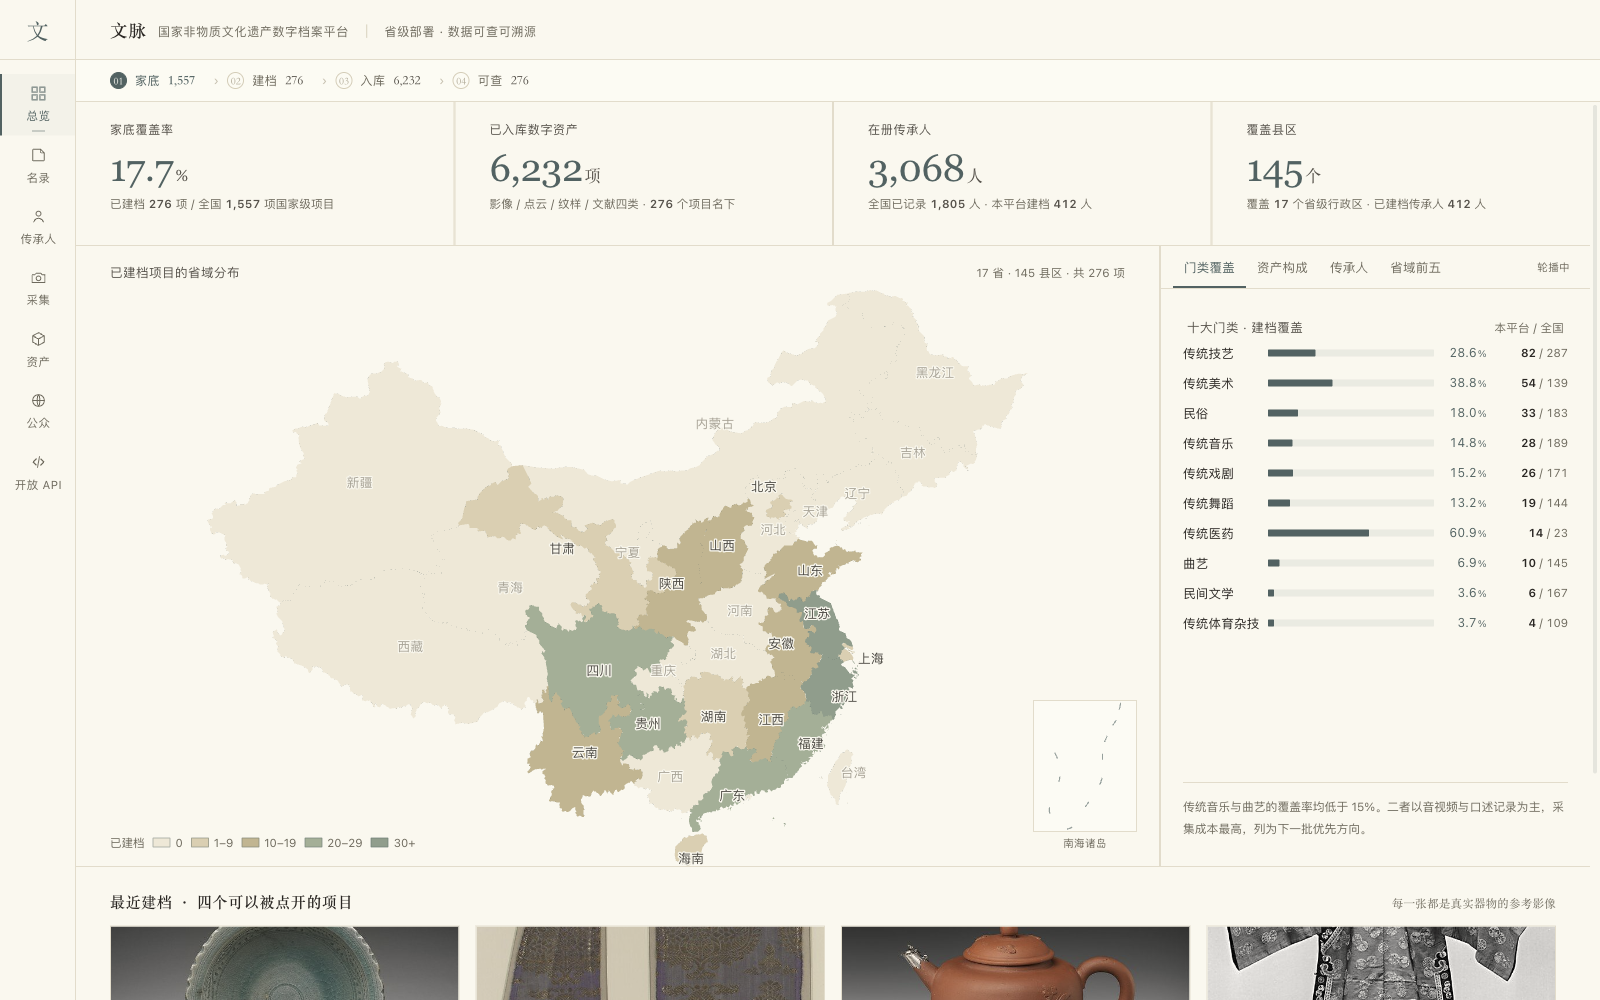 文
文脉 国家非物质文化遗产数字档案平台 省级部署 · 数据可查可溯源
01 家底 1,557 › 02 建档 276 › 03 入库 6,232 › 04 可查 276
总览
名录
传承人
采集
资产
公众
开放 API
家底覆盖率
17.7%
已建档 276 项 / 全国 1,557 项国家级项目
已入库数字资产
6,232项
影像 / 点云 / 纹样 / 文献四类 · 276 个项目名下
在册传承人
3,068人
全国已记录 1,805 人 · 本平台建档 412 人
覆盖县区
145个
覆盖 17 个省级行政区 · 已建档传承人 412 人
已建档项目的省域分布
17 省 · 145 县区 · 共 276 项
黑龙江
内蒙古
吉林
新疆
北京
辽宁
天津
河北
山西
甘肃
宁夏
山东
陕西
青海
河南
江苏
安徽
西藏
湖北
上海
四川
重庆
浙江
湖南
江西
贵州
福建
云南
台湾
广西
广东
海南
已建档 0 1–9 10–19 20–29 30+
南海诸岛
门类覆盖 资产构成 传承人 省域前五 轮播中
十大门类 · 建档覆盖 本平台 / 全国
传统技艺 28.6% 82 / 287
传统美术 38.8% 54 / 139
民俗 18.0% 33 / 183
传统音乐 14.8% 28 / 189
传统戏剧 15.2% 26 / 171
传统舞蹈 13.2% 19 / 144
传统医药 60.9% 14 / 23
曲艺 6.9% 10 / 145
民间文学 3.6% 6 / 167
传统体育杂技 3.7% 4 / 109
传统音乐与曲艺的覆盖率均低于 15%。二者以音视频与口述记录为主，采
集成本最高，列为下一批优先方向。
最近建档 · 四个可以被点开的项目
每一张都是真实器物的参考影像